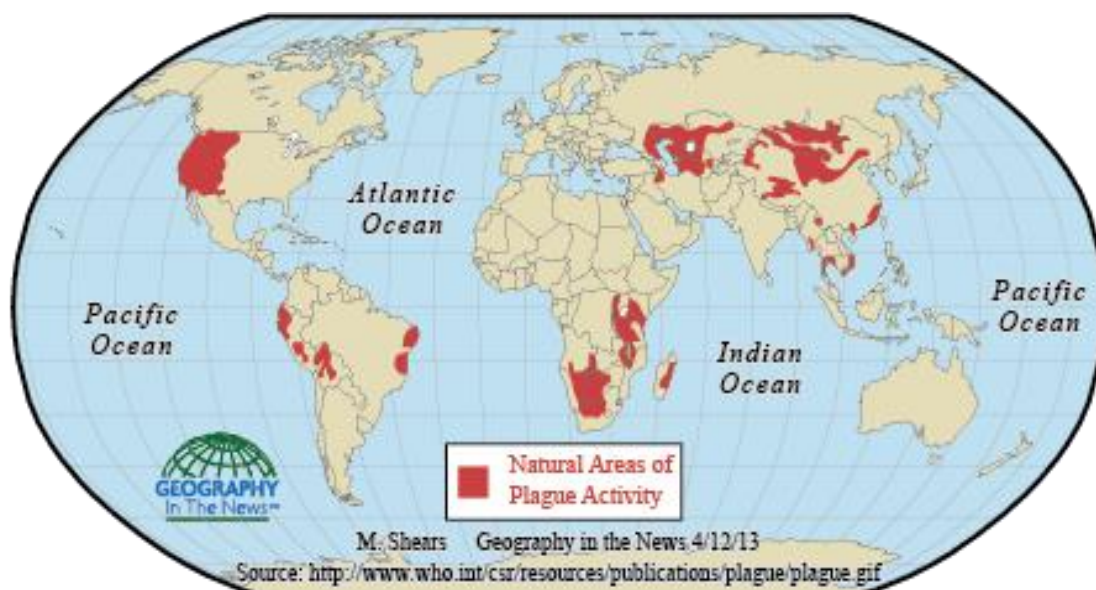 Atlantic
Ocean
Pacific
Ocean
Pacific
Ocean
Indian
Ocean
Natural Areas of
Plague Activity
GEOGRAPHY
In The News™
M. Shears Geography in the News 4/12/13
Source: http://www.who.int/csr/resources/publications/plague/plague.gif